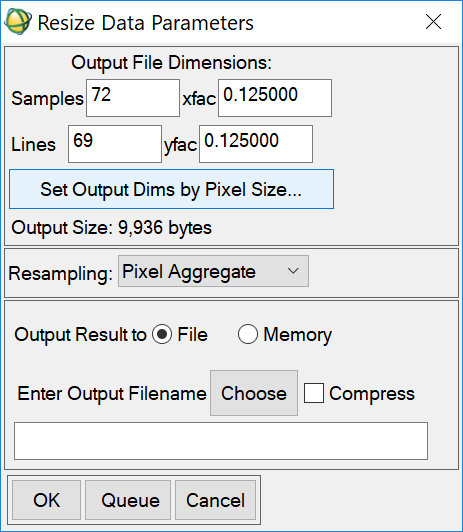 Resize Data Parameters
Output File Dimensions:
Samples 72 xfac 0.125000
Lines 69 yfac 0.125000
Set Output Dims by Pixel Size...
Output Size: 9,936 bytes
Resampling: Pixel Aggregate
Output Result to File Memory
Enter Output Filename Choose Compress
OK Queue Cancel